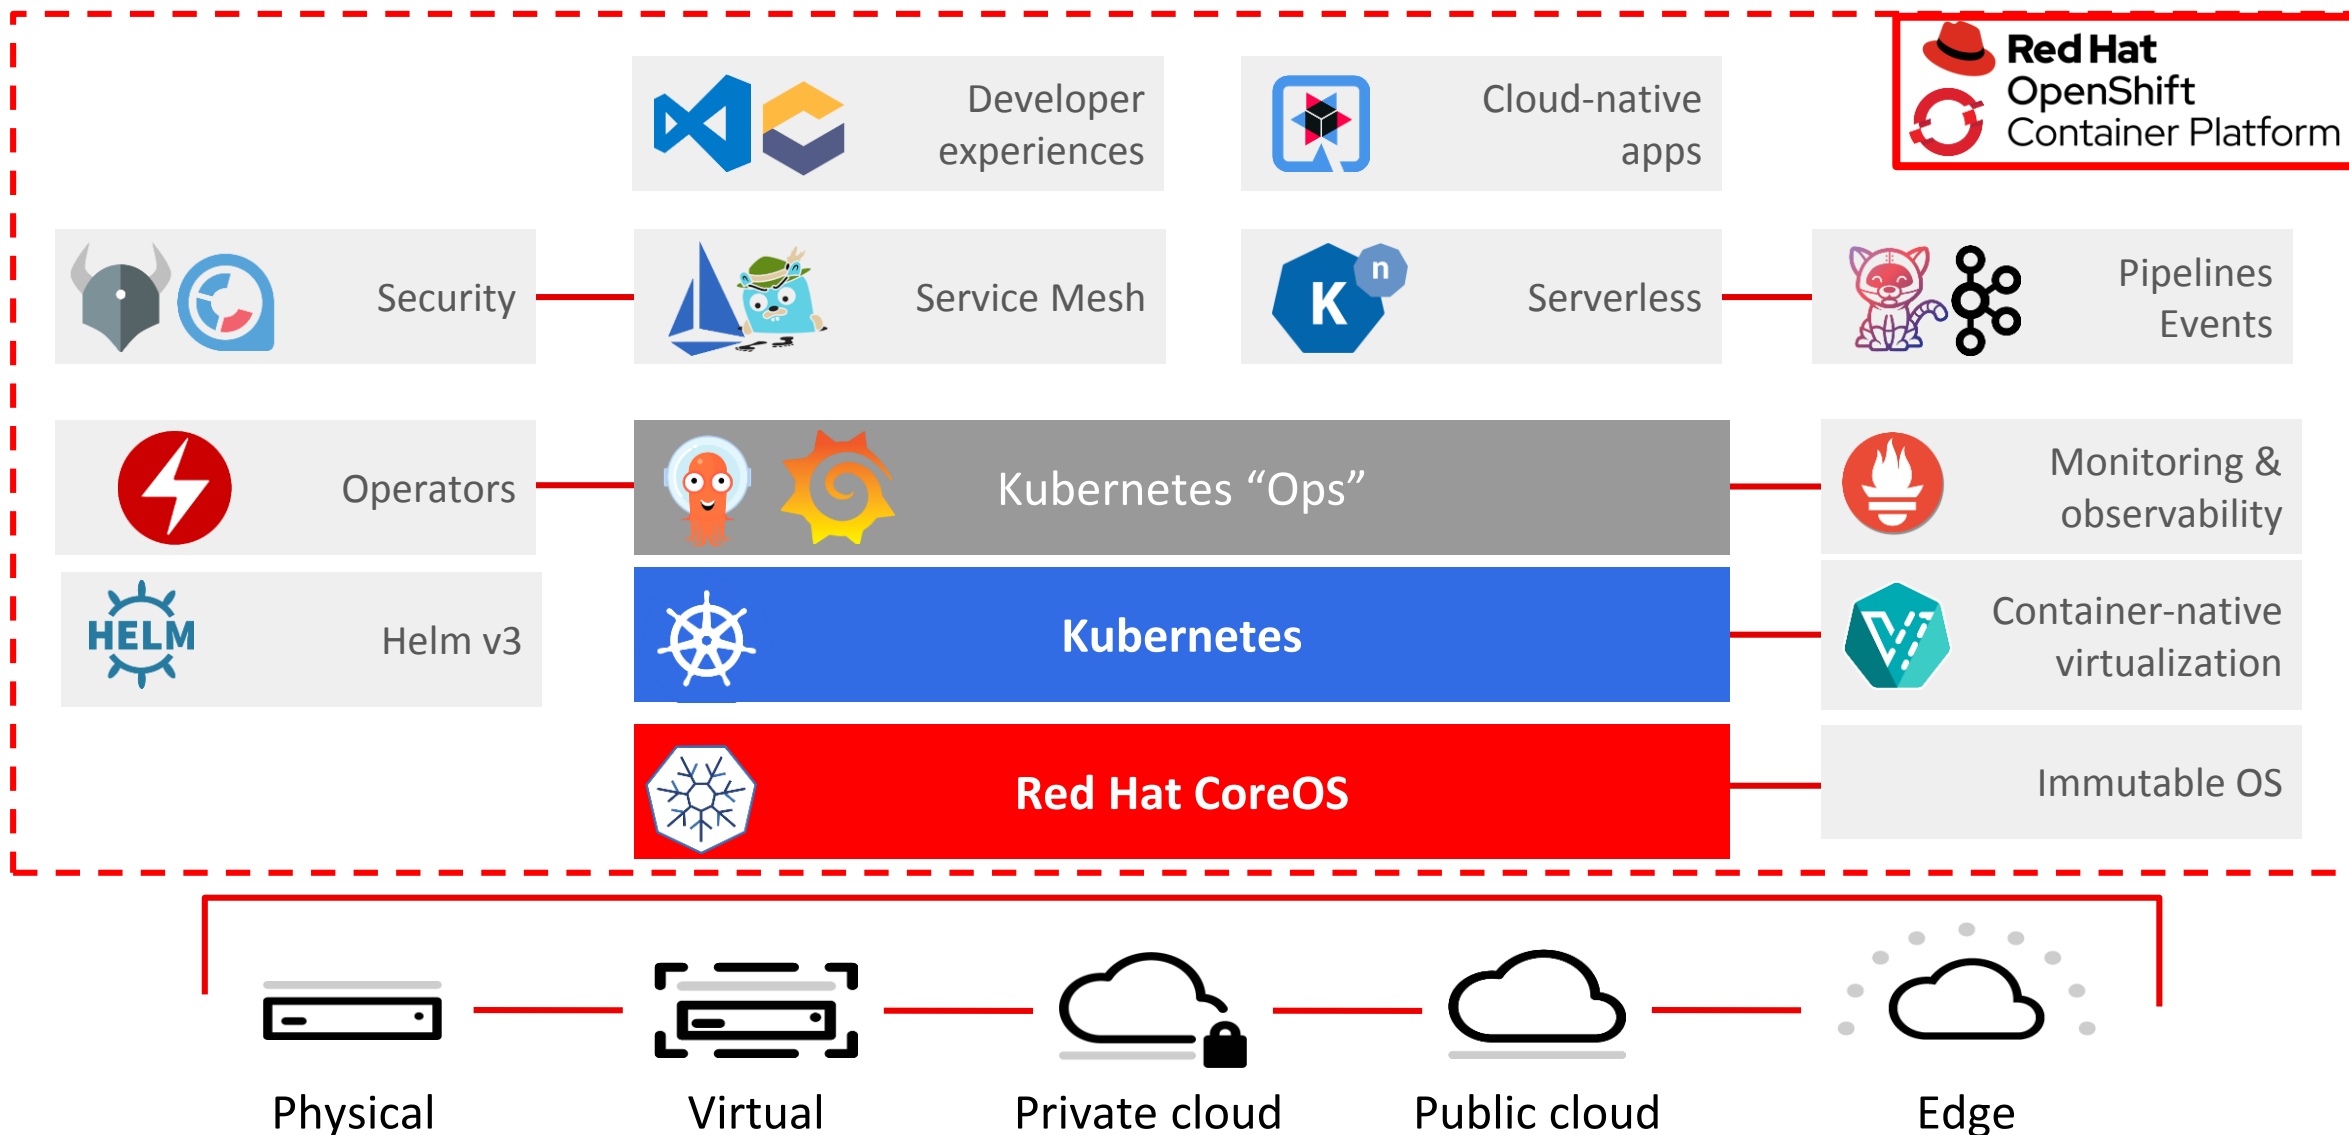 Red Hat
OpenShift
Container Platform
Developer
experiences
Cloud-native
apps
Security
Service Mesh
K
n
Serverless
Pipelines
Events
Operators
Kubernetes “Ops”
Monitoring &
observability
HELM
Helm v3
Kubernetes
Container-native
virtualization
Red Hat CoreOS
Immutable OS
Physical
Virtual
Private cloud
Public cloud
Edge